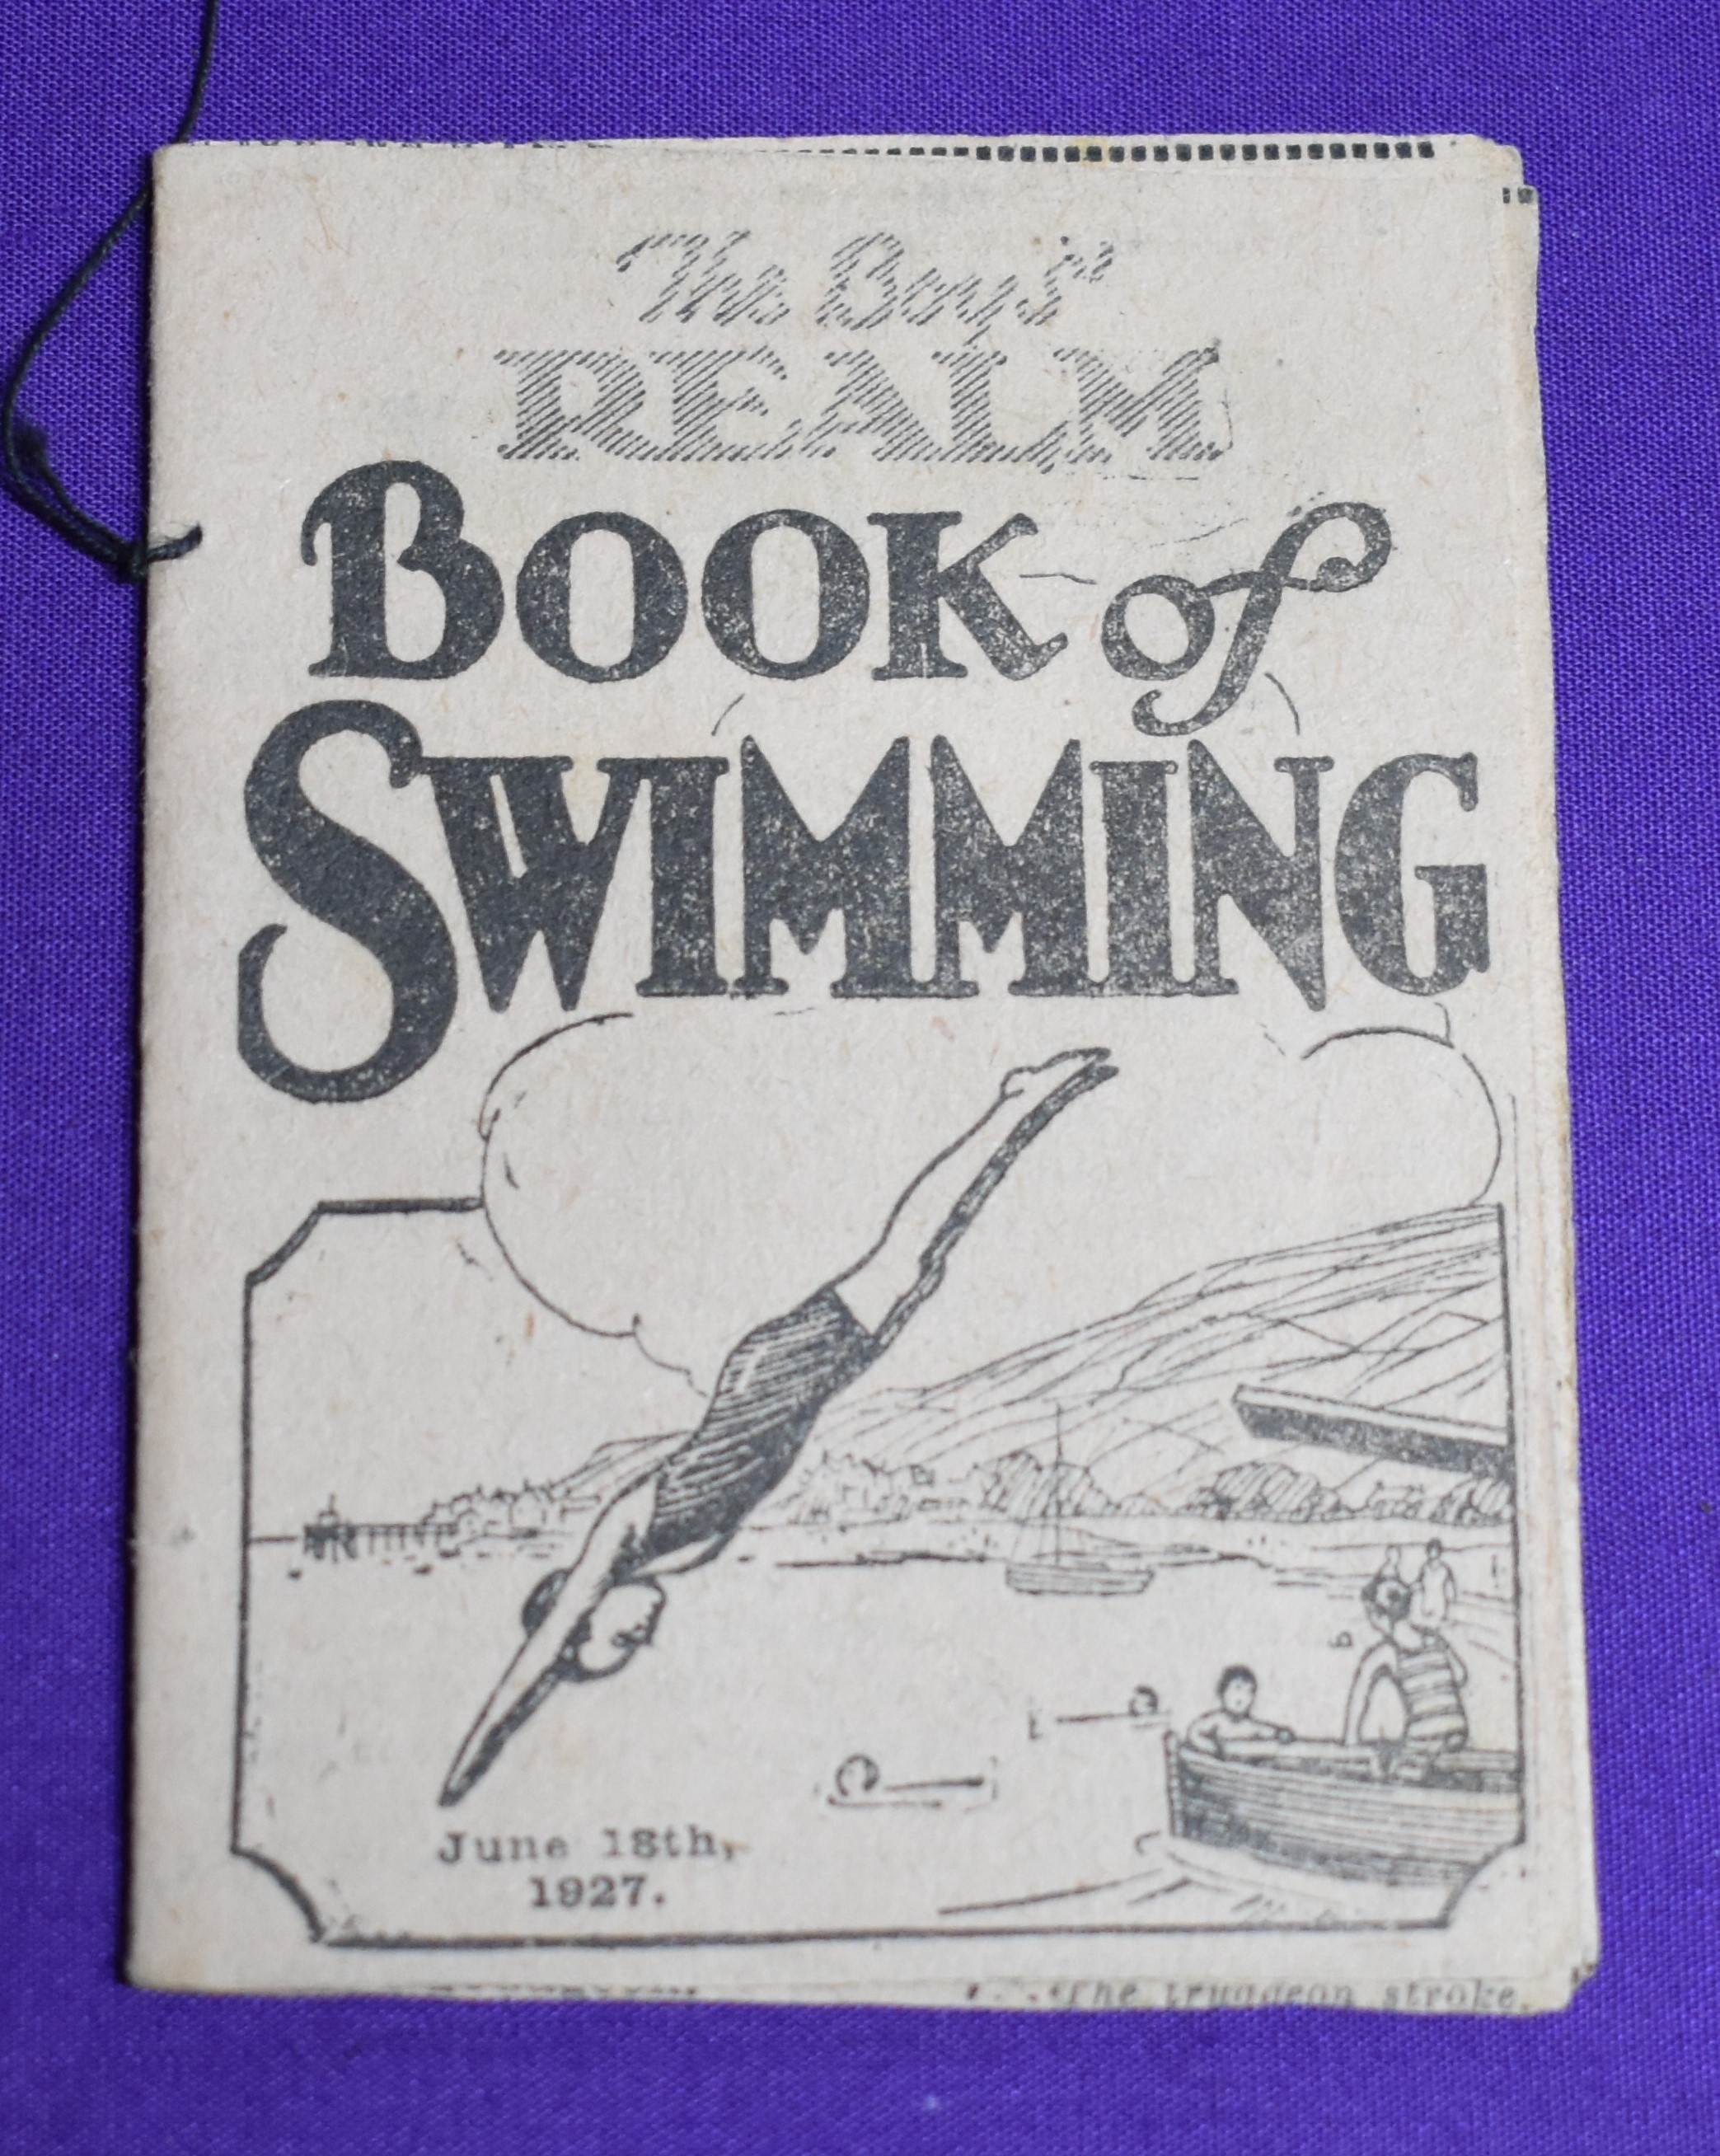 The Boys'
REALM
BOOK of
SWIMMING
June 18th,
1927.
The trudgeon stroke.